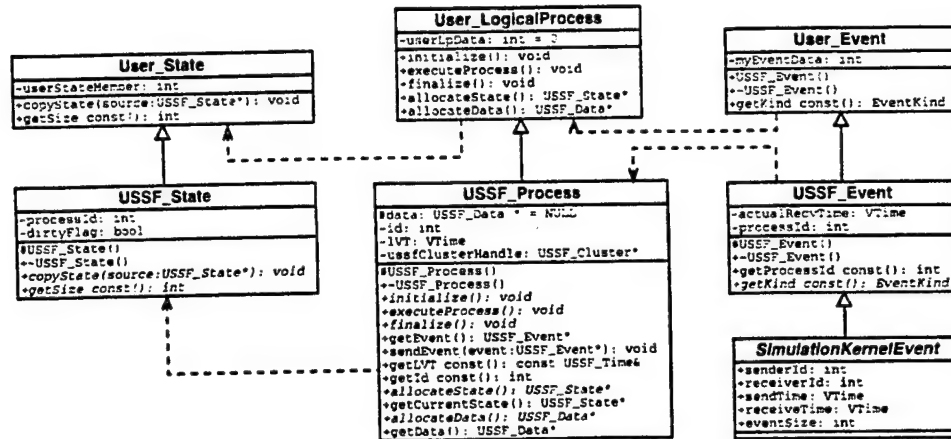 User_State
-userStateMember: int
+copyState(source:USSF_State*): void
+getSize const(): int
User_LogicalProcess
-userLpData: int =
+initialize(): void
+executeProcess(): void
+finalize(): void
+allocateState(): USSF_State*
+allocateData(): USSF_Data*
User_Event
-myEventData: int
+USSF_Event()
+~USSF_Event()
+getKind const(): EventKind
USSF_State
-processId: int
-dirtyFlag: bool
#USSF_State()
+~USSF_State()
+copyState(source:USSF_State*): void
+getSize const(): int
USSF_Process
#data: USSF_Data * = NULL
-id: int
-lVT: VTime
-ussfClusterHandle: USSF_Cluster*
#USSF_Process()
+~USSF_Process()
+initialize(): void
+executeProcess(): void
+finalize(): void
+getEvent(): USSF_Event*
+sendEvent(event:USSF_Event*): void
+getLVT const(): const USSF_Time&
+getId const(): int
+allocateState(): USSF_State*
+getCurrentState(): USSF_State*
+allocateData(): USSF_Data*
+getData(): USSF_Data*
USSF_Event
-actualRecvTime: VTime
-processId: int
#USSF_Event()
+~USSF_Event()
+getProcessId const(): int
+getKind const(): EventKind
SimulationKernelEvent
+senderId: int
+receiverId: int
+sendTime: VTime
+receiveTime: VTime
+eventSize: int